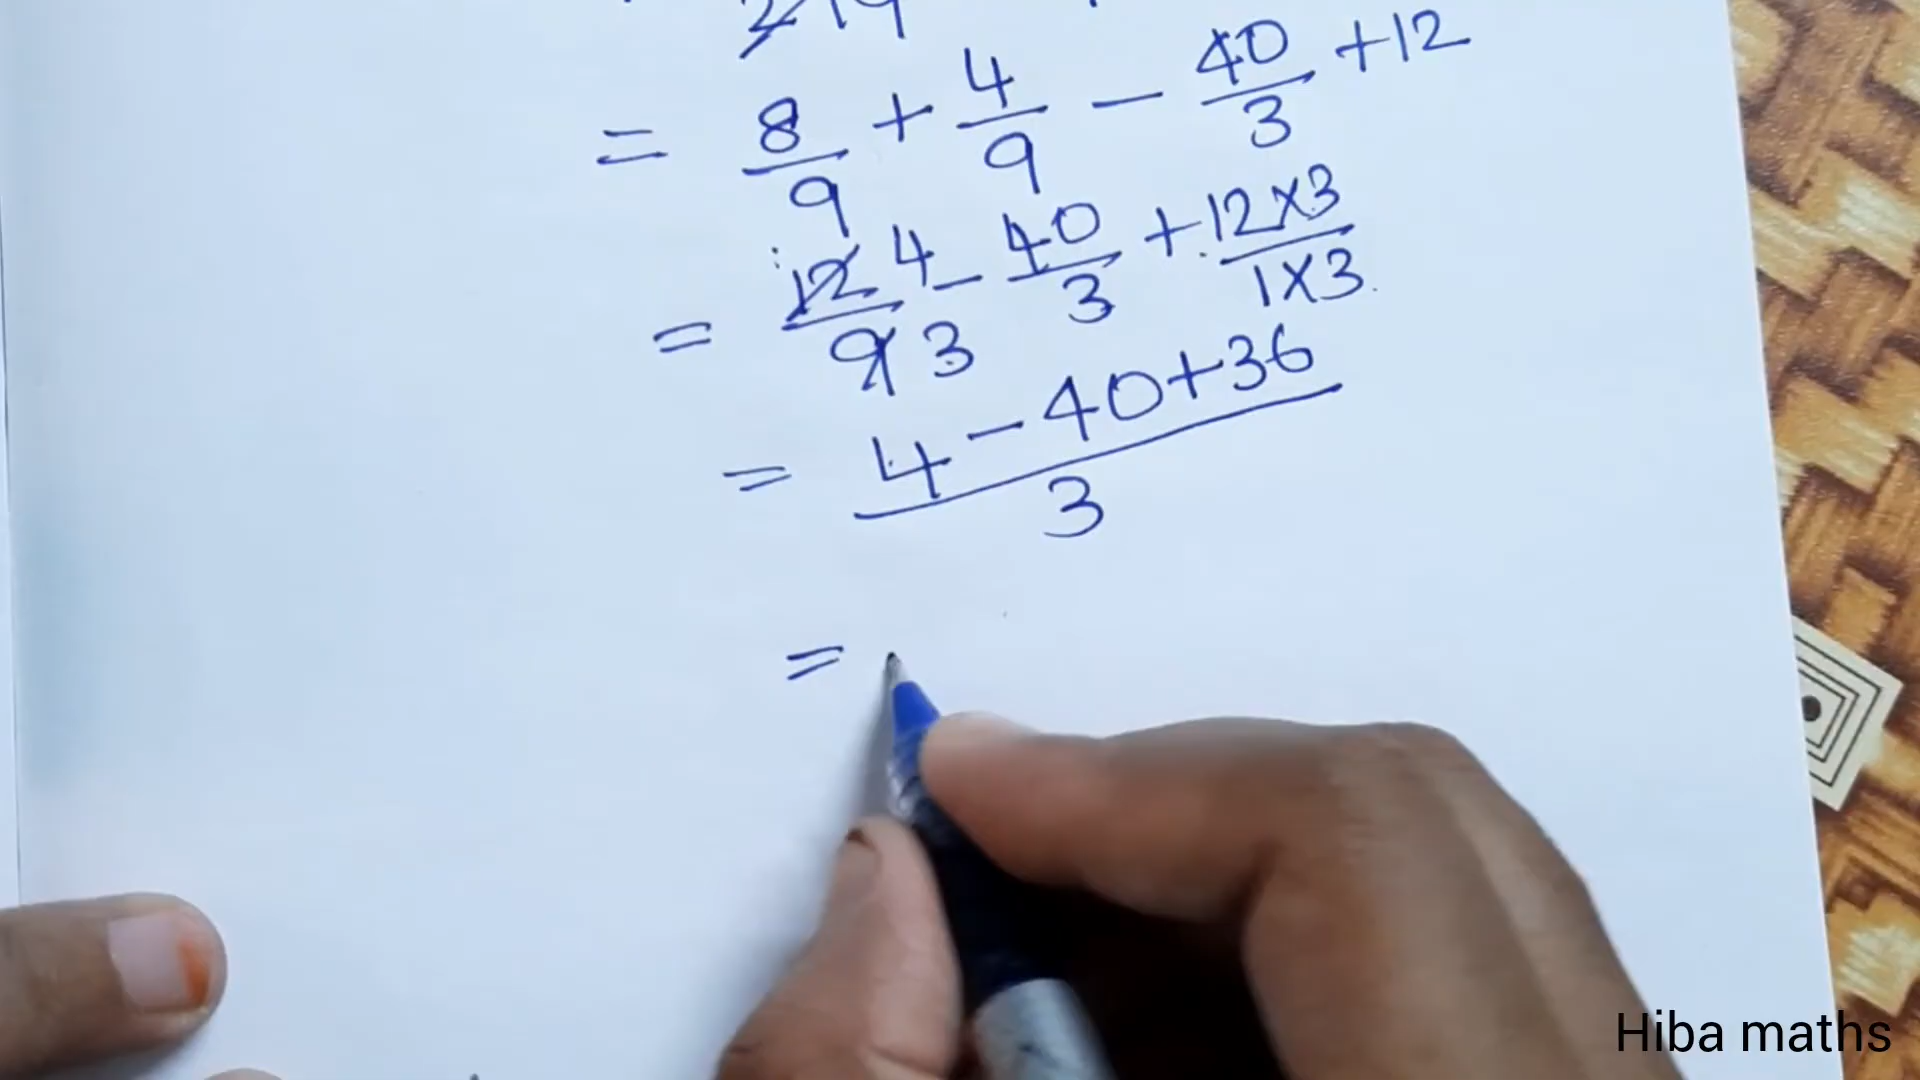 = 8/9 + 4/9 - 40/3 + 12
= 12/9 4/3 - 40/3 + 12×3/1×3
= 4 - 40 + 36/3
=
Hiba maths